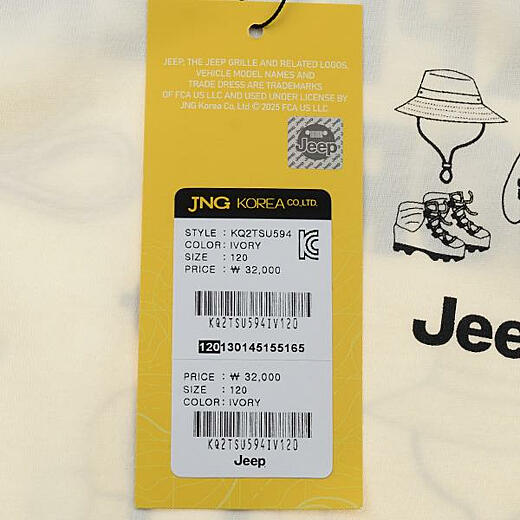 JEEP, THE JEEP GRILLE AND RELATED LOGOS,
VEHICLE MODEL NAMES AND
TRADE DRESS ARE TRADEMARKS
OF FCA US LLC AND USED UNDER LICENSE BY
JNG Korea Co, Ltd ©2025 FCA US LLC
Jeep
JNG KOREA CO.,LTD.
STYLE : KQ2TSU594
COLOR: IVORY
SIZE : 120
PRICE : ₩ 32,000
KQ2TSU594IV120
120130145155165
PRICE : ₩ 32,000
SIZE : 120
COLOR: IVORY
KQ2TSU594IV120
Jeep
Jee